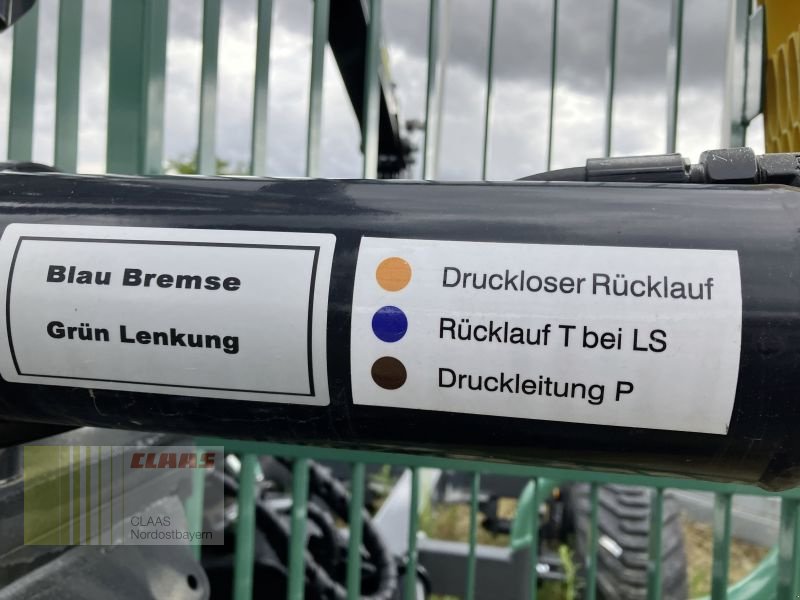 Blau Bremse
Grün Lenkung
Druckloser Rücklauf
Rücklauf T bei LS
Druckleitung P
CLAAS
CLAAS
Nordostbayern